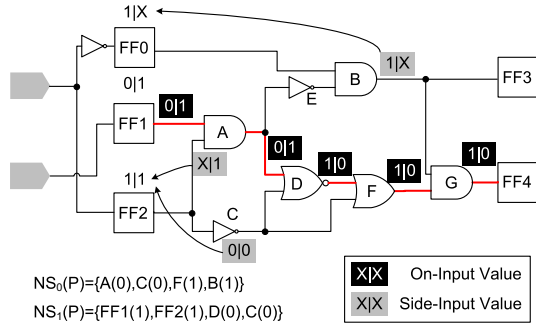 1|X
FF0
1|X
B
FF3
0|1
E
0|1
FF1
A
0|1
1|0
1|0
1|0
X|1
D
F
G
FF4
1|1
FF2
C
0|0
NS0(P)={A(0),C(0),F(1),B(1)}
NS1(P)={FF1(1),FF2(1),D(0),C(0)}
X|X On-Input Value
X|X Side-Input Value